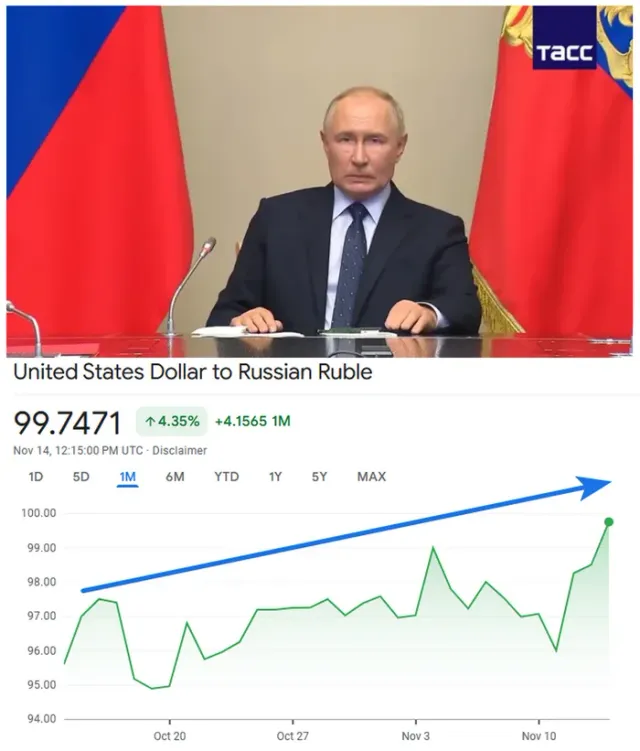 тасс
United States Dollar to Russian Ruble
99.7471 ↑ 4.35% +4.1565 1M
Nov 14, 12:15:00 PM UTC · Disclaimer
1D 5D 1M 6M YTD 1Y 5Y MAX
100.00
99.00
98.00
97.00
96.00
95.00
94.00
Oct 20 Oct 27 Nov 3 Nov 10